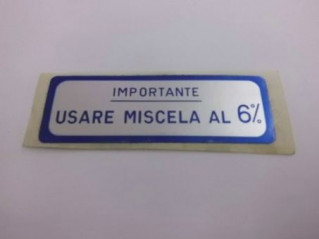 IMPORTANTE
USARE MISCELA AL 6%